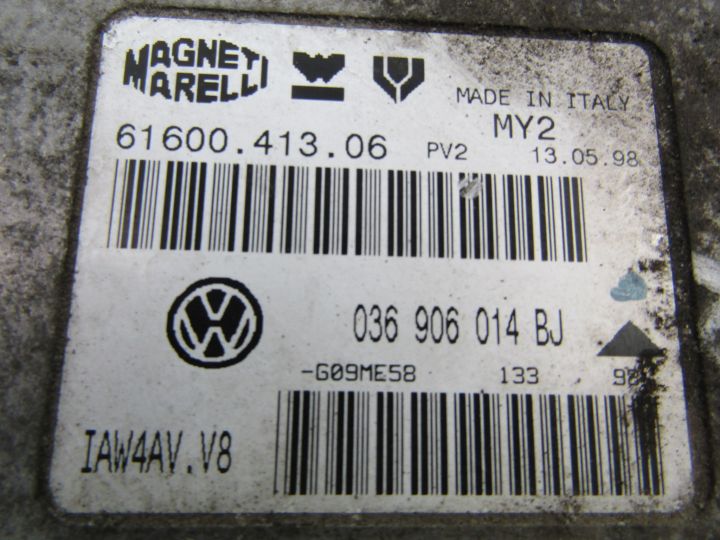 MAGNETI
MARELLI
MADE IN ITALY
61600.413.06 PV2 MY2 13.05.98
036 906 014 BJ
-G09ME58 133
IAW4AV.V8